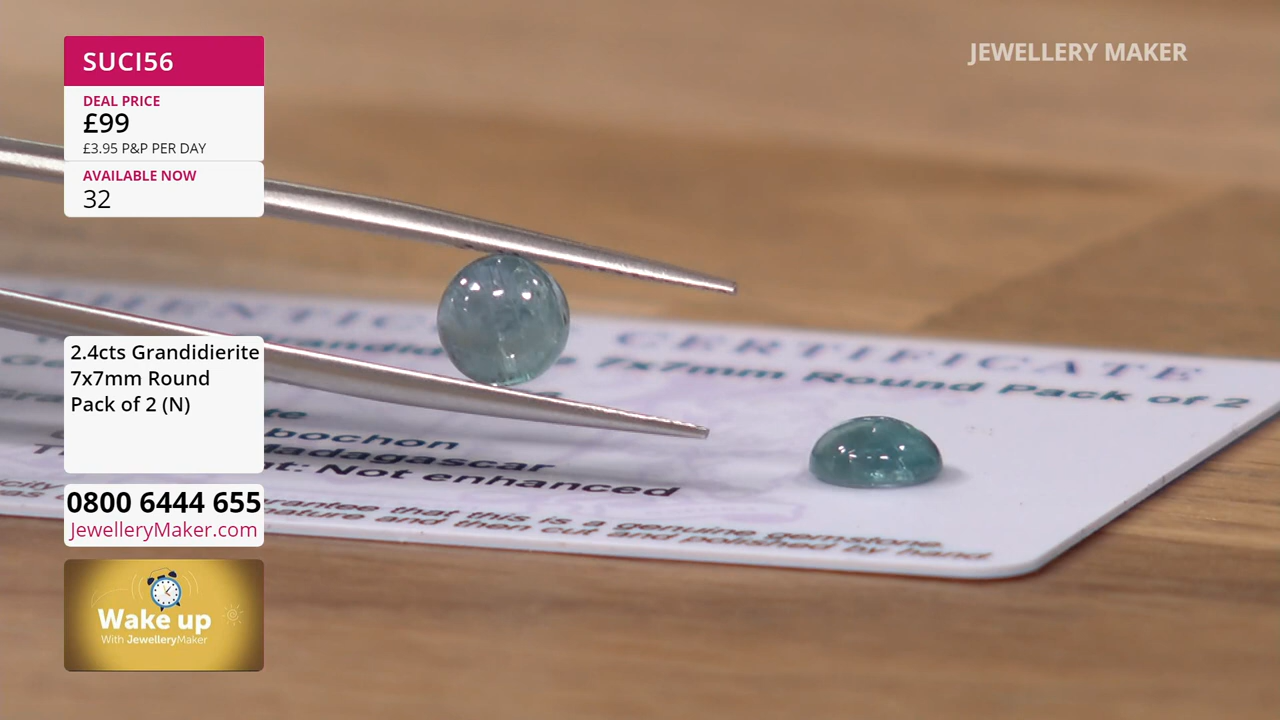 SUCI56
DEAL PRICE
£99
£3.95 P&P PER DAY
AVAILABLE NOW
32
JEWELLERY MAKER
2.4cts Grandidierite
7x7mm Round
Pack of 2 (N)
0800 6444 655
JewelleryMaker.com
Wake up
With JewelleryMaker
CERTIFICATE
7x7mm Round Pack of 2
Madagascar
Not enhanced
guarantee that this is a genuine gemstone,
nature and then cut and polished by hand